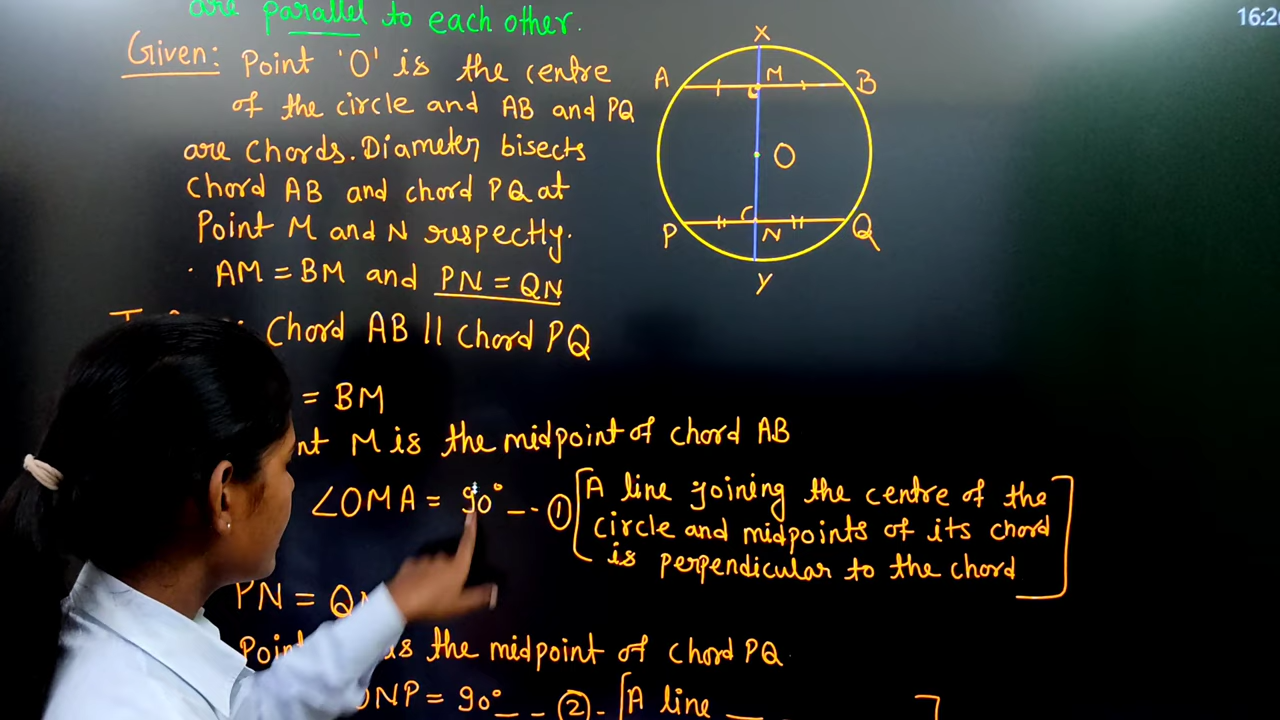 are parallel to each other.
Given: Point 'O' is the centre
of the circle and AB and PQ
are chords. Diameter bisects
chord AB and chord PQ at
Point M and N respectly.
AM = BM and PN = QN
Chord AB || Chord PQ
= BM
M is the midpoint of chord AB
∠OMA = 90° -- ① [A line joining the centre of the
circle and midpoints of its chord
is perpendicular to the chord]
PN =
is the midpoint of chord PQ
NP = 90° -- ② - [A line __ ]
X
A M B
O
P N Q
Y
16:26